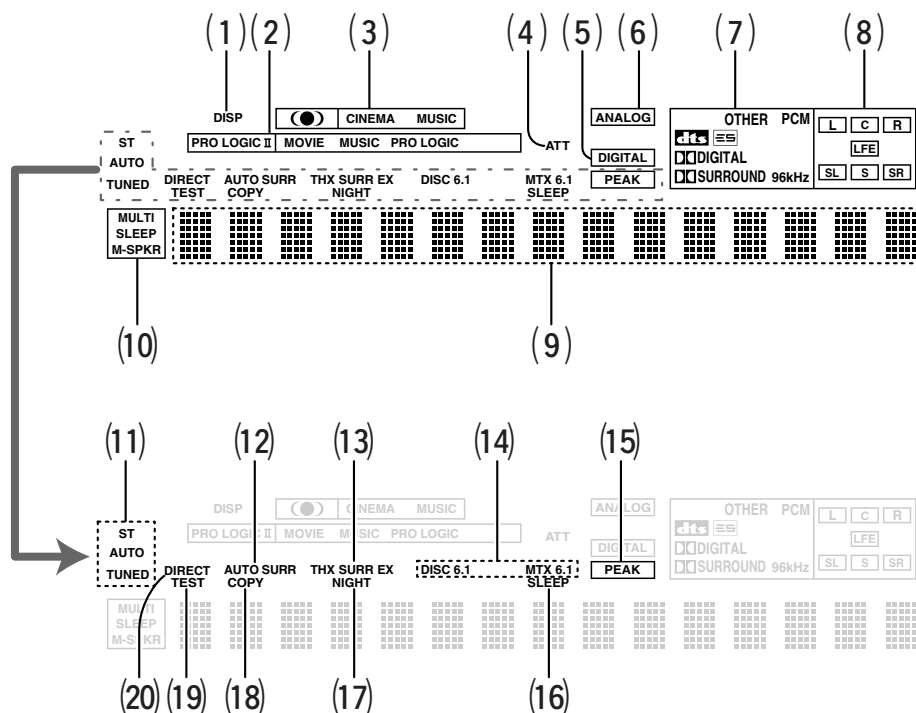 (1) (2) (3) (4) (5) (6) (7) (8)
DISP CINEMA MUSIC ANALOG OTHER PCM L C R
ST PRO LOGIC II MOVIE MUSIC PRO LOGIC ATT dts ES LFE
AUTO DIGITAL DIGITAL
TUNED DIRECT AUTO SURR THX SURR EX DISC 6.1 MTX 6.1 PEAK SURROUND 96kHz SL S SR
TEST COPY NIGHT SLEEP
MULTI
SLEEP
M-SPKR
(10) (9)
(11) (12) (13) (14) (15)
DISP CINEMA MUSIC ANALOG OTHER PCM L C R
ST PRO LOGIC II MOVIE MUSIC PRO LOGIC ATT dts ES LFE
AUTO DIGITAL DIGITAL
TUNED DIRECT AUTO SURR THX SURR EX DISC 6.1 MTX 6.1 PEAK SURROUND 96kHz SL S SR
TEST COPY NIGHT SLEEP
MULTI
SLEEP
M-SPKR
(20) (19) (18) (17) (16)